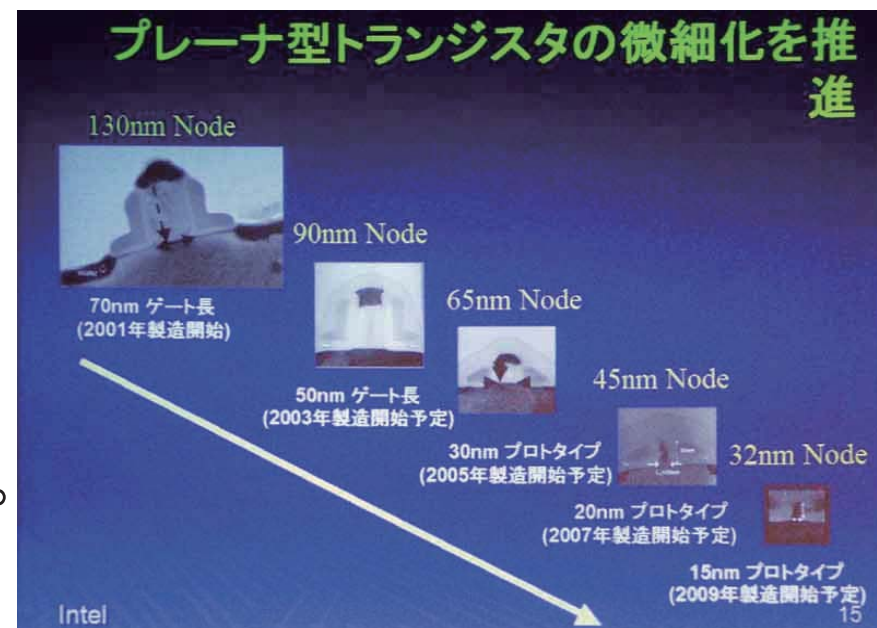 プレーナ型トランジスタの微細化を推
進
130nm Node
70nm ゲート長
(2001年製造開始)
90nm Node
50nm ゲート長
(2003年製造開始予定)
65nm Node
30nm プロトタイプ
(2005年製造開始予定)
45nm Node
20nm プロトタイプ
(2007年製造開始予定)
32nm Node
15nm プロトタイプ
(2009年製造開始予定)
Intel
15